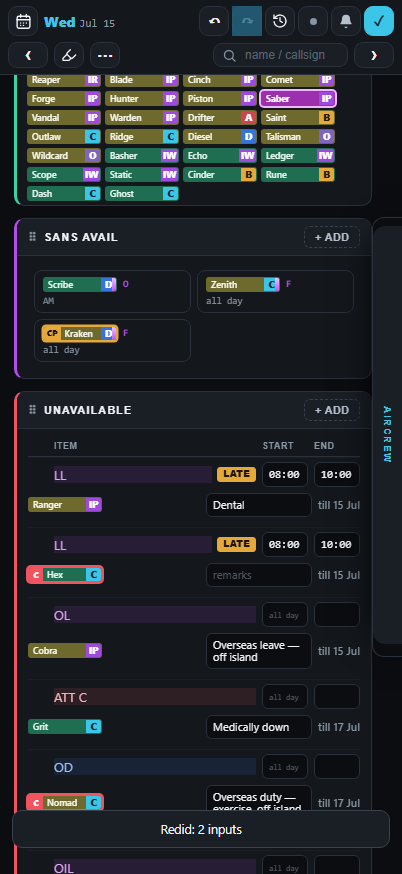 Wed Jul 15
name / callsign
Reaper IR Blade IP Cinch IP Comet IP
Forge IP Hunter IP Piston IP Saber IP
Vandal IP Warden IP Drifter A Saint B
Outlaw C Ridge C Diesel D Talisman O
Wildcard O Basher IW Echo IW Ledger IW
Scope IW Static IW Cinder B Rune B
Dash C Ghost C
SANS AVAIL + ADD
Scribe D O
AM
Zenith C F
all day
CP Kraken D F
all day
UNAVAILABLE + ADD
ITEM START END
LL LATE 08:00 10:00
Ranger IP Dental till 15 Jul
LL LATE 08:00 10:00
c Hex C remarks till 15 Jul
OL all day
Cobra IP Overseas leave —
off island till 15 Jul
ATT C all day
Grit C Medically down till 17 Jul
OD all day
c Nomad C Overseas duty —
exercise, off island till 17 Jul
Redid: 2 inputs
OIL all day
AIRCREW